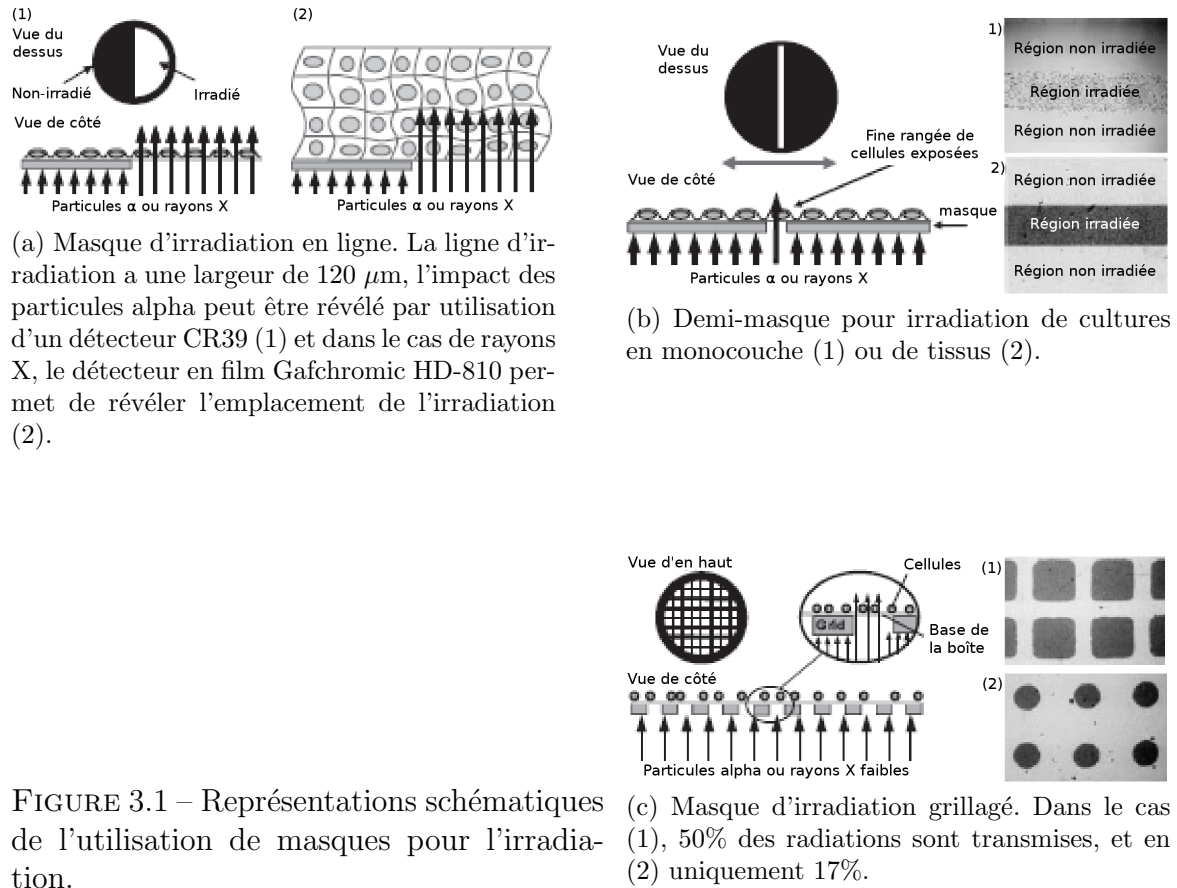 (1)
Vue du
dessus
Non-irradié
Irradié
Vue de côté
Particules α ou rayons X
(2)
Particules α ou rayons X
(a) Masque d'irradiation en ligne. La ligne d'ir-
radiation a une largeur de 120 μm, l'impact des
particules alpha peut être révélé par utilisation
d'un détecteur CR39 (1) et dans le cas de rayons
X, le détecteur en film Gafchromic HD-810 per-
met de révéler l'emplacement de l'irradiation
(2).
Vue du
dessus
Fine rangée de
cellules exposées
Vue de côté
masque
Particules α ou rayons X
1)
Région non irradiée
Région irradiée
Région non irradiée
2)
Région non irradiée
Région irradiée
Région non irradiée
(b) Demi-masque pour irradiation de cultures
en monocouche (1) ou de tissus (2).
Vue d'en haut
Cellules
Grid
Base de
la boîte
Vue de côté
Particules alpha ou rayons X faibles
(1)
(2)
(c) Masque d'irradiation grillagé. Dans le cas
(1), 50% des radiations sont transmises, et en
(2) uniquement 17%.
FIGURE 3.1 – Représentations schématiques
de l'utilisation de masques pour l'irradia-
tion.